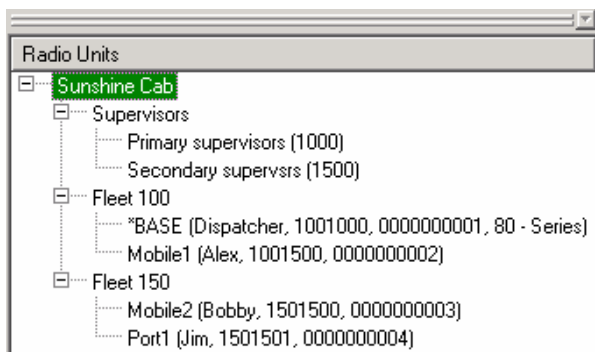 Radio Units
Sunshine Cab
Supervisors
Primary supervisors (1000)
Secondary supervsrs (1500)
Fleet 100
*BASE (Dispatcher, 1001000, 0000000001, 80 - Series)
Mobile1 (Alex, 1001500, 0000000002)
Fleet 150
Mobile2 (Bobby, 1501500, 0000000003)
Port1 (Jim, 1501501, 0000000004)